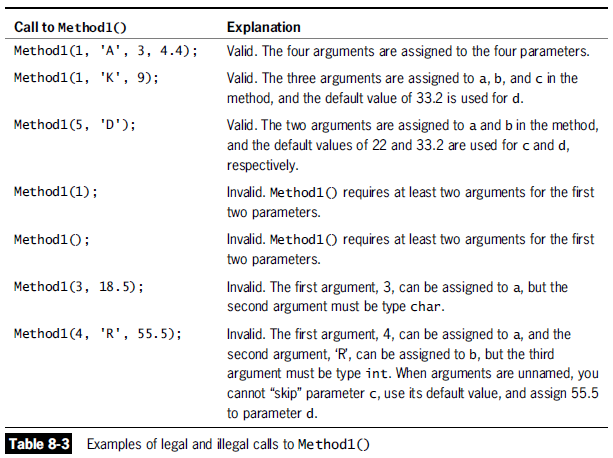 Call to Method1() Explanation
Method1(1, 'A', 3, 4.4); Valid. The four arguments are assigned to the four parameters.
Method1(1, 'K', 9); Valid. The three arguments are assigned to a, b, and c in the
method, and the default value of 33.2 is used for d.
Method1(5, 'D'); Valid. The two arguments are assigned to a and b in the method,
and the default values of 22 and 33.2 are used for c and d,
respectively.
Method1(1); Invalid. Method1() requires at least two arguments for the first
two parameters.
Method1(); Invalid. Method1() requires at least two arguments for the first
two parameters.
Method1(3, 18.5); Invalid. The first argument, 3, can be assigned to a, but the
second argument must be type char.
Method1(4, 'R', 55.5); Invalid. The first argument, 4, can be assigned to a, and the
second argument, ‘R’, can be assigned to b, but the third
argument must be type int. When arguments are unnamed, you
cannot “skip” parameter c, use its default value, and assign 55.5
to parameter d.
Table 8-3 Examples of legal and illegal calls to Method1()